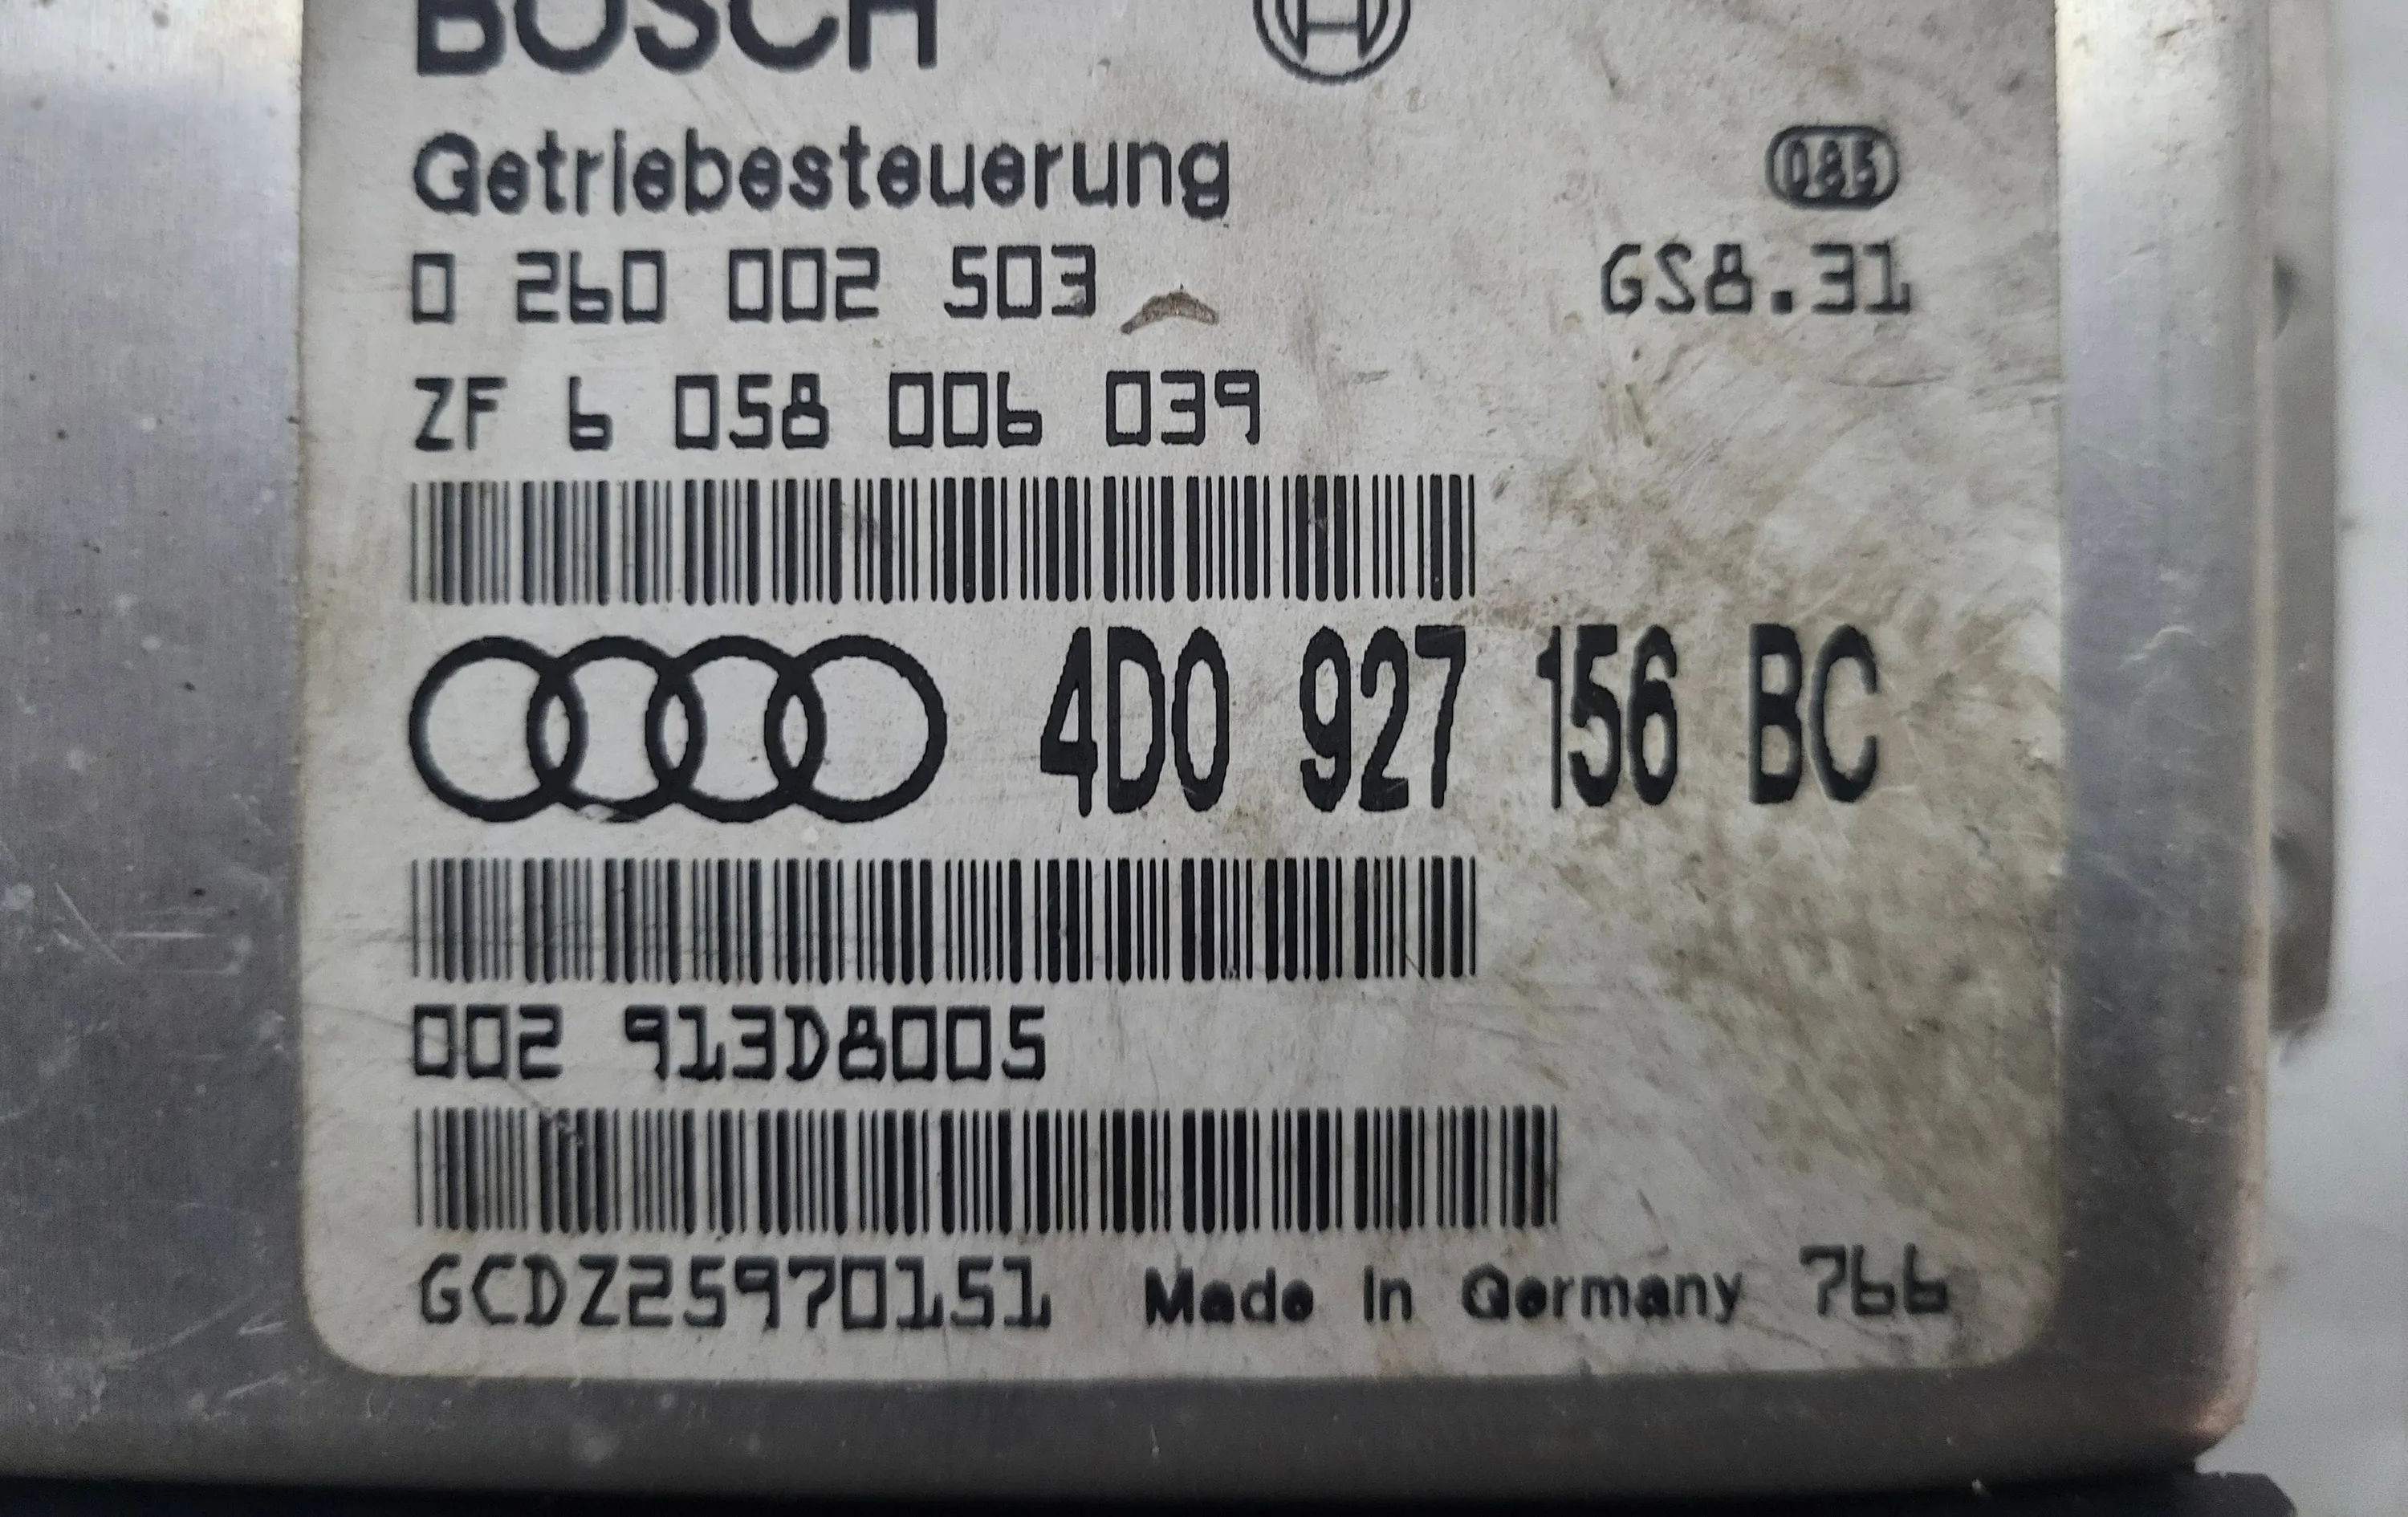 BOSCH
Getriebesteuerung
0 260 002 503 GS8.31
ZF 6 058 006 039
4D0 927 156 BC
002 913D8005
GCDZ25970151 Made in Germany 766